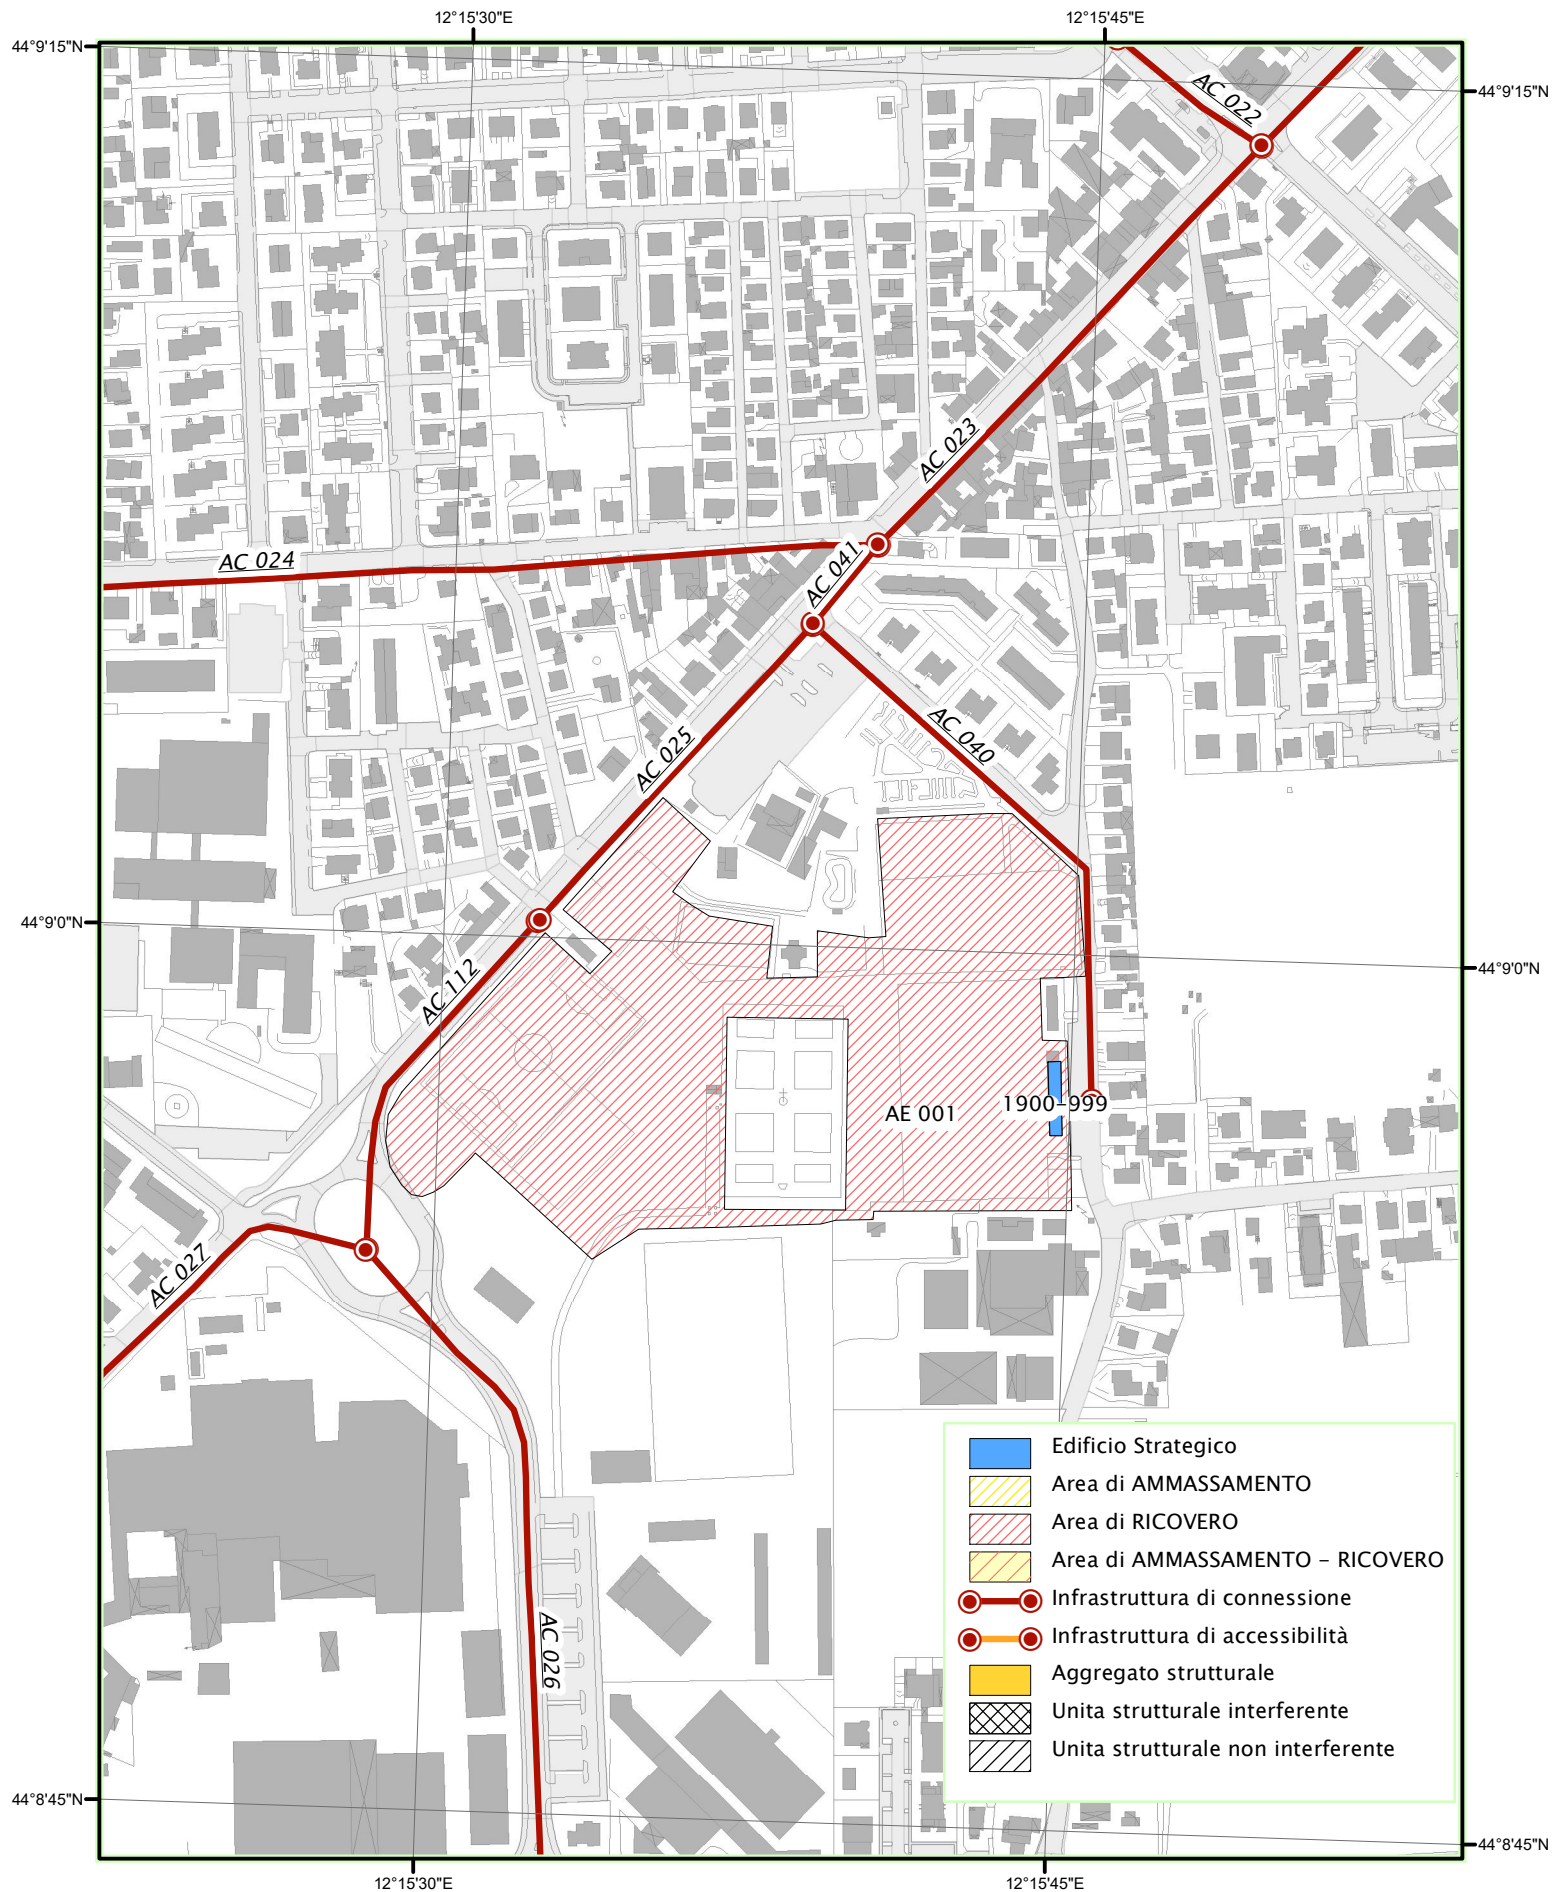 12°15'30"E
12°15'45"E
44°9'15"N
44°9'15"N
AC 022
AC 023
AC 024
AC 041
AC 040
AC 025
44°9'0"N
44°9'0"N
AC 112
AE 001
1900-999
AC 027
AC 026
Edificio Strategico
Area di AMMASSAMENTO
Area di RICOVERO
Area di AMMASSAMENTO - RICOVERO
Infrastruttura di connessione
Infrastruttura di accessibilità
Aggregato strutturale
Unita strutturale interferente
Unita strutturale non interferente
44°8'45"N
44°8'45"N
12°15'30"E
12°15'45"E